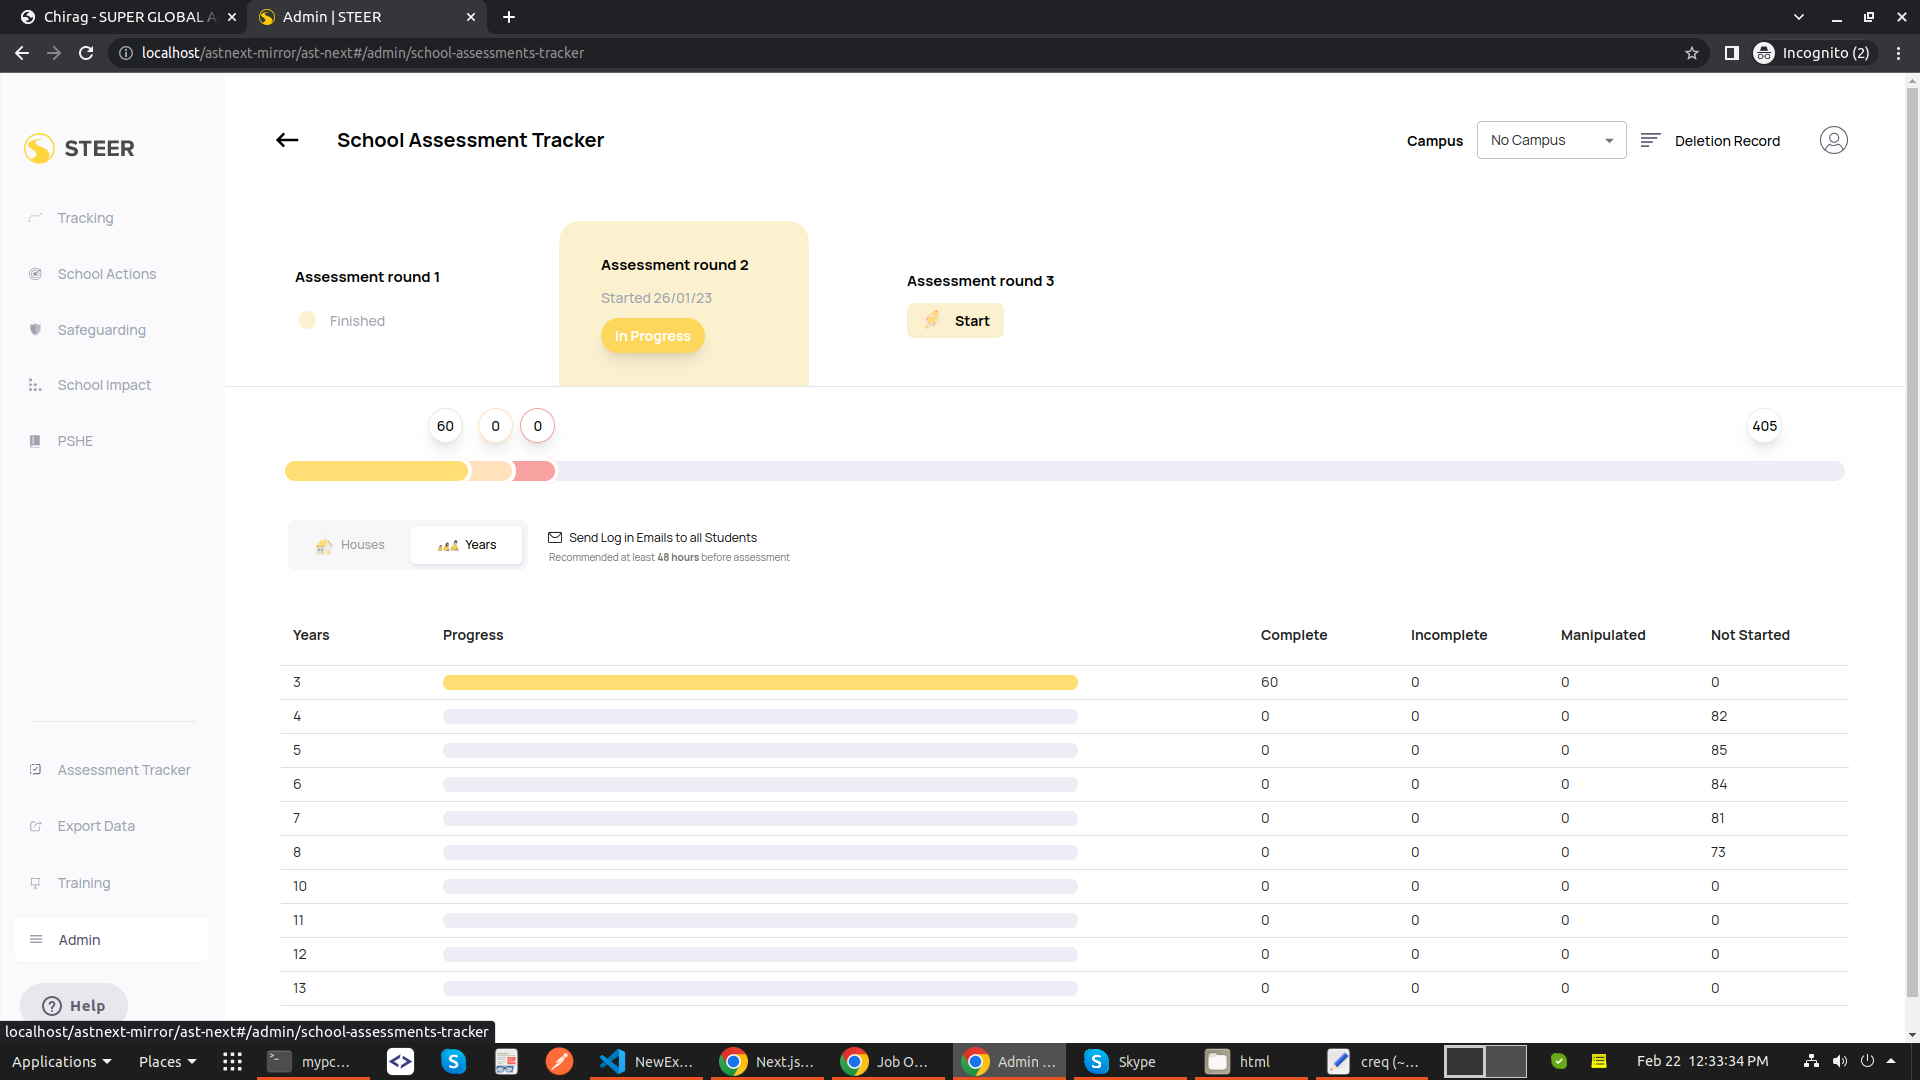 Chirag - SUPER GLOBAL A
Admin | STEER
localhost/astnext-mirror/ast-next#/admin/school-assessments-tracker
Incognito (2)
STEER
Tracking
School Actions
Safeguarding
School Impact
PSHE
Assessment Tracker
Export Data
Training
Admin
Help
School Assessment Tracker
Campus
No Campus
Deletion Record
Assessment round 1
Finished
Assessment round 2
Started 26/01/23
In Progress
Assessment round 3
Start
60 0 0 405
Houses
Years
Send Log in Emails to all Students
Recommended at least 48 hours before assessment
Years Progress Complete Incomplete Manipulated Not Started
3 60 0 0 0
4 0 0 0 82
5 0 0 0 85
6 0 0 0 84
7 0 0 0 81
8 0 0 0 73
10 0 0 0 0
11 0 0 0 0
12 0 0 0 0
13 0 0 0 0
localhost/astnext-mirror/ast-next#/admin/school-assessments-tracker
Applications Places mypc... NewEx... Next.js... Job O... Admin ... Skype html creq (~... Feb 22 12:33:34 PM